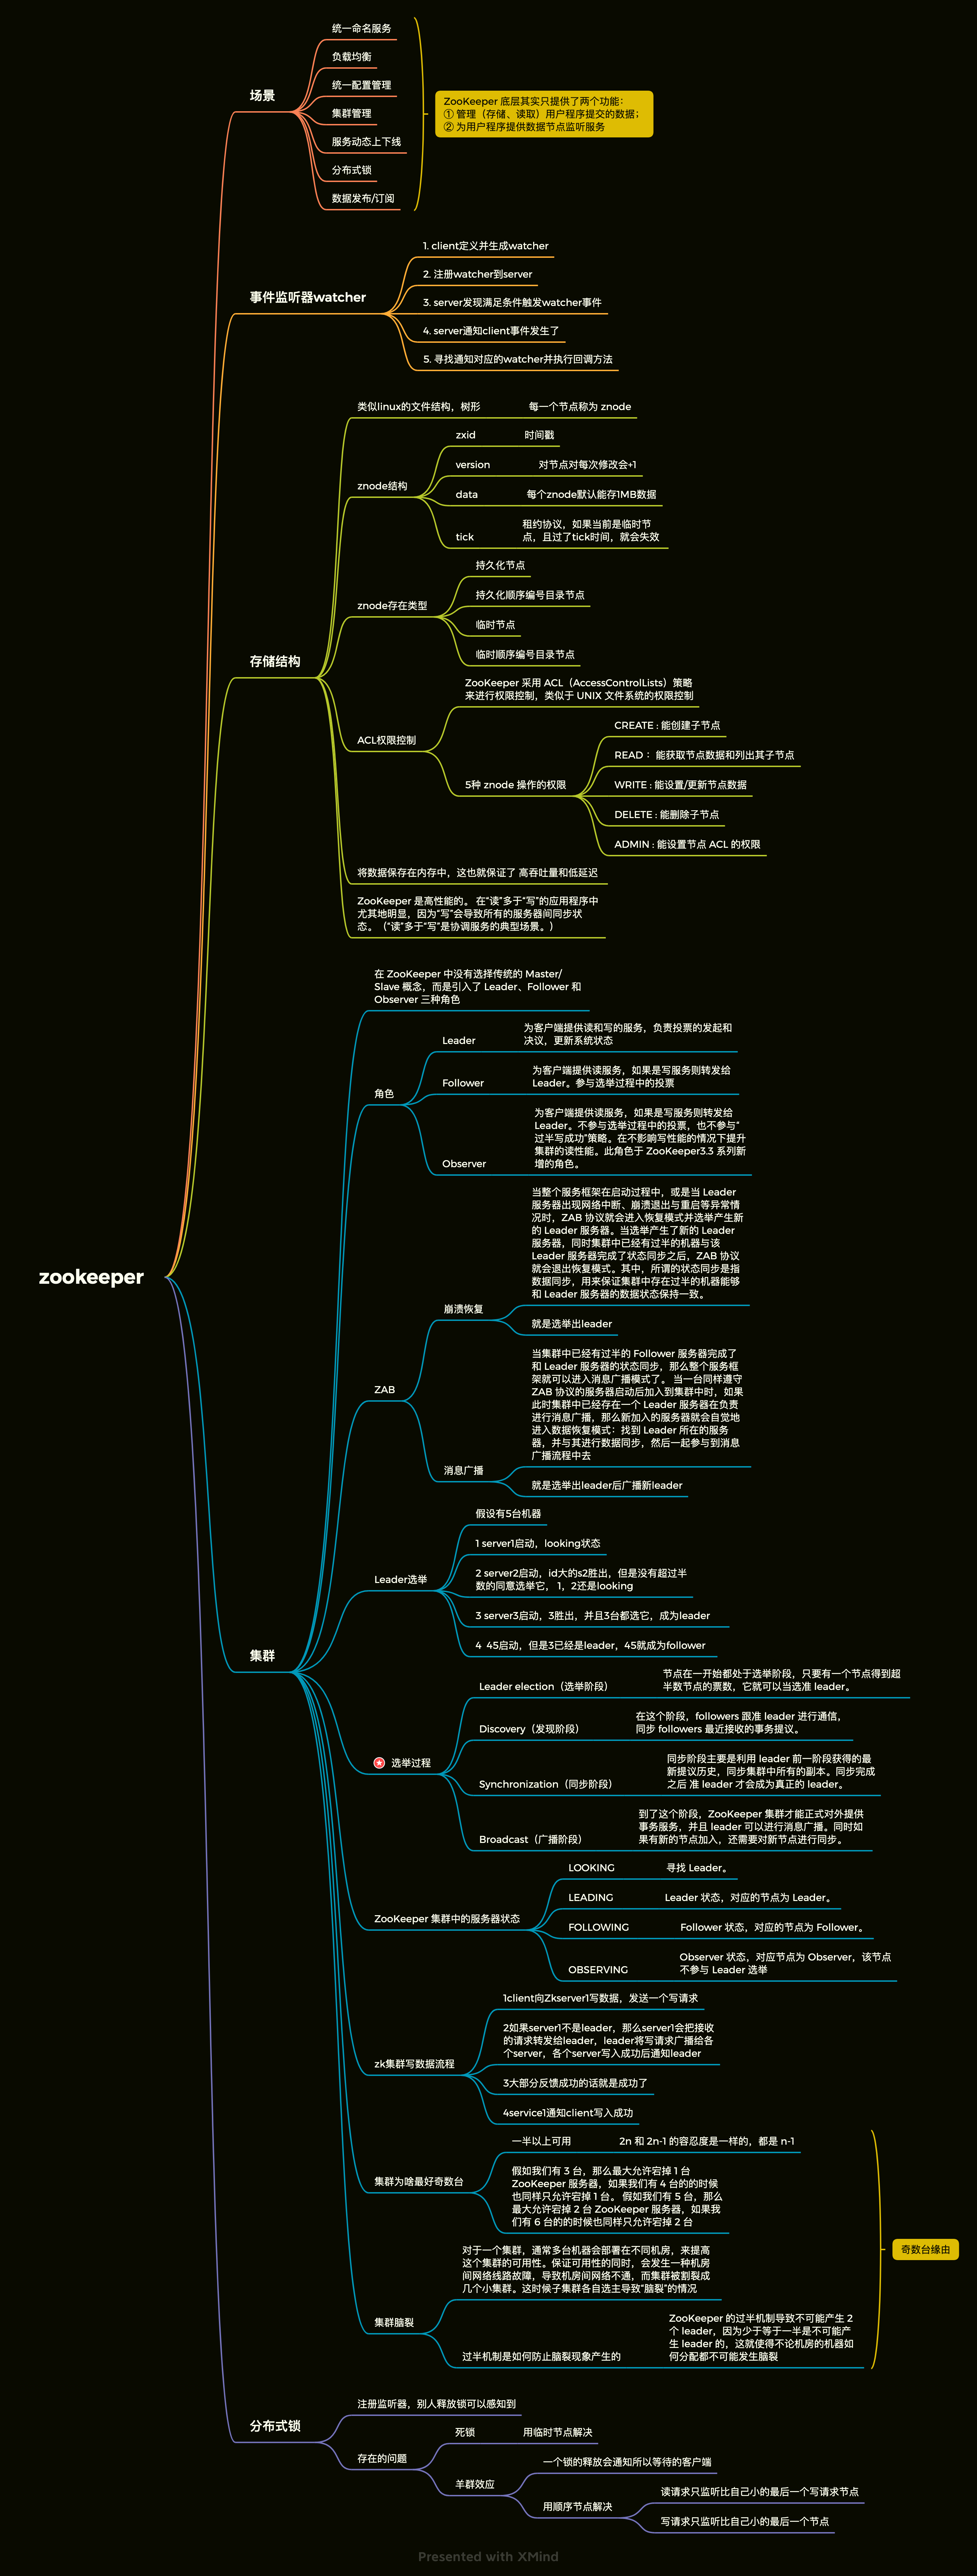 zookeeper
场景
统一命名服务
负载均衡
统一配置管理
集群管理
服务动态上下线
分布式锁
数据发布/订阅
ZooKeeper 底层其实只提供了两个功能：
① 管理（存储、读取）用户程序提交的数据；
② 为用户程序提供数据节点监听服务
事件监听器watcher
1. client定义并生成watcher
2. 注册watcher到server
3. server发现满足条件触发watcher事件
4. server通知client事件发生了
5. 寻找通知对应的watcher并执行回调方法
存储结构
类似linux的文件结构，树形
每一个节点称为 znode
znode结构
zxid
时间戳
version
对节点对每次修改会+1
data
每个znode默认能存1MB数据
tick
租约协议，如果当前是临时节
点，且过了tick时间，就会失效
znode存在类型
持久化节点
持久化顺序编号目录节点
临时节点
临时顺序编号目录节点
ACL权限控制
ZooKeeper 采用 ACL（AccessControlLists）策略
来进行权限控制，类似于 UNIX 文件系统的权限控制
5种 znode 操作的权限
CREATE : 能创建子节点
READ： 能获取节点数据和列出其子节点
WRITE : 能设置/更新节点数据
DELETE : 能删除子节点
ADMIN : 能设置节点 ACL 的权限
将数据保存在内存中，这也就保证了 高吞吐量和低延迟
ZooKeeper 是高性能的。 在“读”多于“写”的应用程序中
尤其地明显，因为“写”会导致所有的服务器间同步状
态。（“读”多于“写”是协调服务的典型场景。）
集群
在 ZooKeeper 中没有选择传统的 Master/
Slave 概念，而是引入了 Leader、Follower 和
Observer 三种角色
角色
Leader
为客户端提供读和写的服务，负责投票的发起和
决议，更新系统状态
Follower
为客户端提供读服务，如果是写服务则转发给
Leader。参与选举过程中的投票
Observer
为客户端提供读服务，如果是写服务则转发给
Leader。不参与选举过程中的投票，也不参与“
过半写成功”策略。在不影响写性能的情况下提升
集群的读性能。此角色于 ZooKeeper3.3 系列新
增的角色。
ZAB
崩溃恢复
当整个服务框架在启动过程中，或是当 Leader
服务器出现网络中断、崩溃退出与重启等异常情
况时，ZAB 协议就会进入恢复模式并选举产生新
的 Leader 服务器。当选举产生了新的 Leader
服务器，同时集群中已经有过半的机器与该
Leader 服务器完成了状态同步之后，ZAB 协议
就会退出恢复模式。其中，所谓的状态同步是指
数据同步，用来保证集群中存在过半的机器能够
和 Leader 服务器的数据状态保持一致。
就是选举出leader
消息广播
当集群中已经有过半的 Follower 服务器完成了
和 Leader 服务器的状态同步，那么整个服务框
架就可以进入消息广播模式了。 当一台同样遵守
ZAB 协议的服务器启动后加入到集群中时，如果
此时集群中已经存在一个 Leader 服务器在负责
进行消息广播，那么新加入的服务器就会自觉地
进入数据恢复模式：找到 Leader 所在的服务
器，并与其进行数据同步，然后一起参与到消息
广播流程中去
就是选举出leader后广播新leader
Leader选举
假设有5台机器
1 server1启动，looking状态
2 server2启动，id大的s2胜出，但是没有超过半
数的同意选举它， 1，2还是looking
3 server3启动，3胜出，并且3台都选它，成为leader
4  45启动，但是3已经是leader，45就成为follower
选举过程
Leader election（选举阶段）
节点在一开始都处于选举阶段，只要有一个节点得到超
半数节点的票数，它就可以当选准 leader。
Discovery（发现阶段）
在这个阶段，followers 跟准 leader 进行通信，
同步 followers 最近接收的事务提议。
Synchronization（同步阶段）
同步阶段主要是利用 leader 前一阶段获得的最
新提议历史，同步集群中所有的副本。同步完成
之后 准 leader 才会成为真正的 leader。
Broadcast（广播阶段）
到了这个阶段，ZooKeeper 集群才能正式对外提供
事务服务，并且 leader 可以进行消息广播。同时如
果有新的节点加入，还需要对新节点进行同步。
ZooKeeper 集群中的服务器状态
LOOKING
寻找 Leader。
LEADING
Leader 状态，对应的节点为 Leader。
FOLLOWING
Follower 状态，对应的节点为 Follower。
OBSERVING
Observer 状态，对应节点为 Observer，该节点
不参与 Leader 选举
zk集群写数据流程
1client向Zkserver1写数据，发送一个写请求
2如果server1不是leader，那么server1会把接收
的请求转发给leader，leader将写请求广播给各
个server，各个server写入成功后通知leader
3大部分反馈成功的话就是成功了
4service1通知client写入成功
集群为啥最好奇数台
一半以上可用
2n 和 2n-1 的容忍度是一样的，都是 n-1
假如我们有 3 台，那么最大允许宕掉 1 台
ZooKeeper 服务器，如果我们有 4 台的的时候
也同样只允许宕掉 1 台。 假如我们有 5 台，那么
最大允许宕掉 2 台 ZooKeeper 服务器，如果我
们有 6 台的的时候也同样只允许宕掉 2 台
集群脑裂
对于一个集群，通常多台机器会部署在不同机房，来提高
这个集群的可用性。保证可用性的同时，会发生一种机房
间网络线路故障，导致机房间网络不通，而集群被割裂成
几个小集群。这时候子集群各自选主导致“脑裂”的情况
过半机制是如何防止脑裂现象产生的
ZooKeeper 的过半机制导致不可能产生 2
个 leader，因为少于等于一半是不可能产
生 leader 的，这就使得不论机房的机器如
何分配都不可能发生脑裂
奇数台缘由
分布式锁
注册监听器，别人释放锁可以感知到
存在的问题
死锁
用临时节点解决
羊群效应
一个锁的释放会通知所以等待的客户端
用顺序节点解决
读请求只监听比自己小的最后一个写请求节点
写请求只监听比自己小的最后一个节点
Presented with XMind